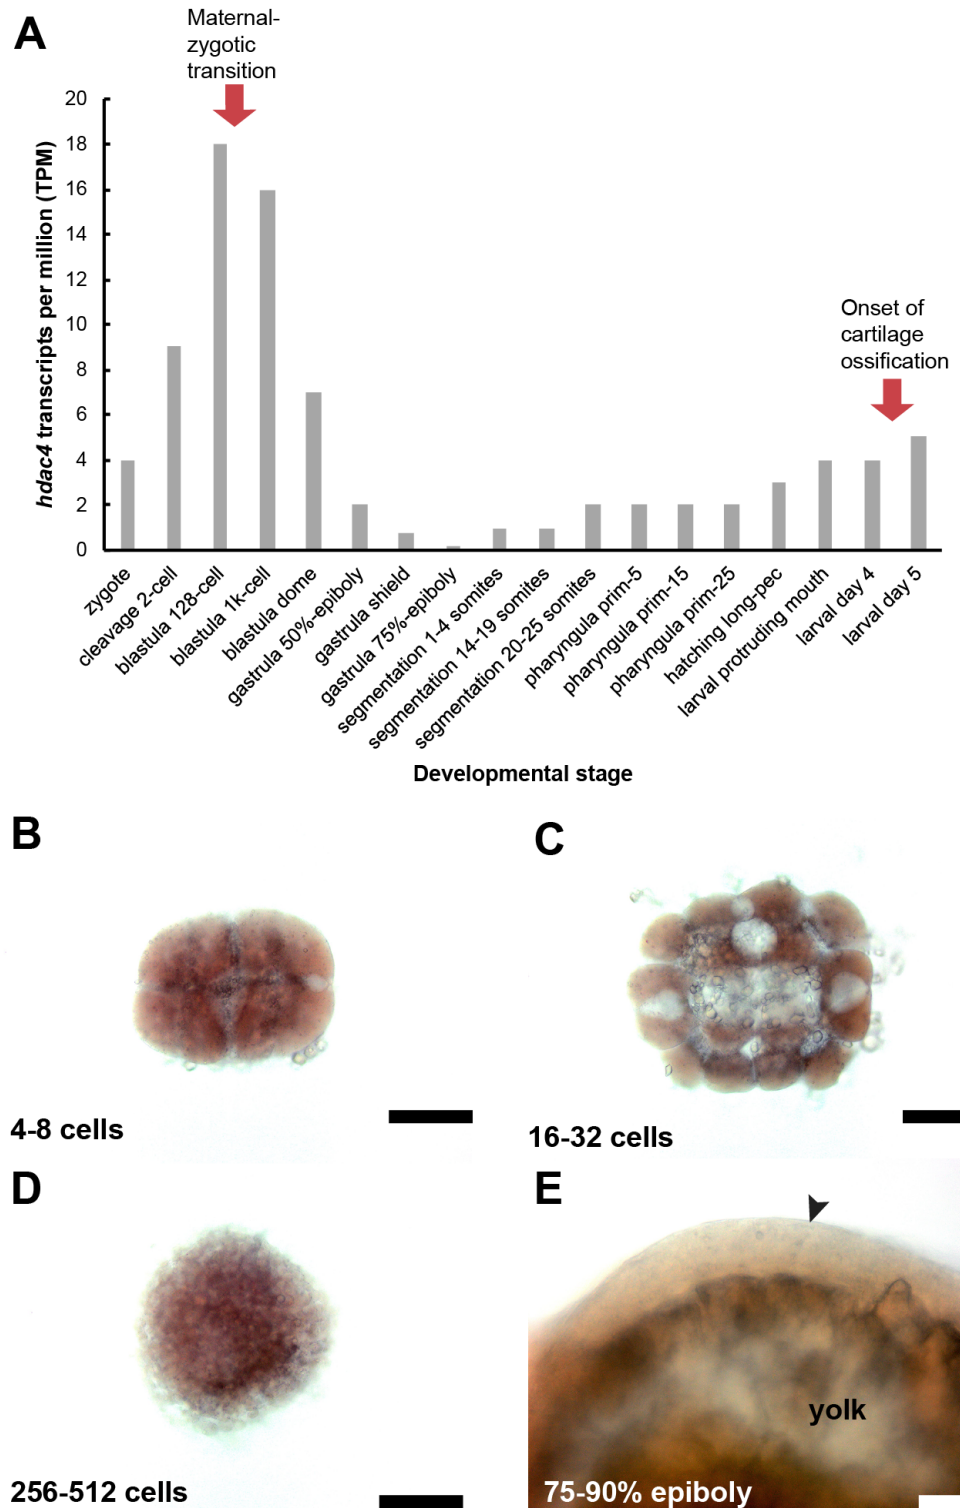 A
Maternal-
zygotic
transition
20
18
16
14
12
10
8
6
4
2
0
hdac4 transcripts per million (TPM)
Onset of
cartilage
ossification
zygote
cleavage 2-cell
blastula 128-cell
blastula 1k-cell
blastula dome
gastrula 50%-epiboly
gastrula shield
gastrula 75%-epiboly
segmentation 1-4 somites
segmentation 14-19 somites
segmentation 20-25 somites
pharyngula prim-5
pharyngula prim-15
pharyngula prim-25
hatching long-pec
larval protruding mouth
larval day 4
larval day 5
Developmental stage
B
4-8 cells
C
16-32 cells
D
256-512 cells
E
yolk
75-90% epiboly